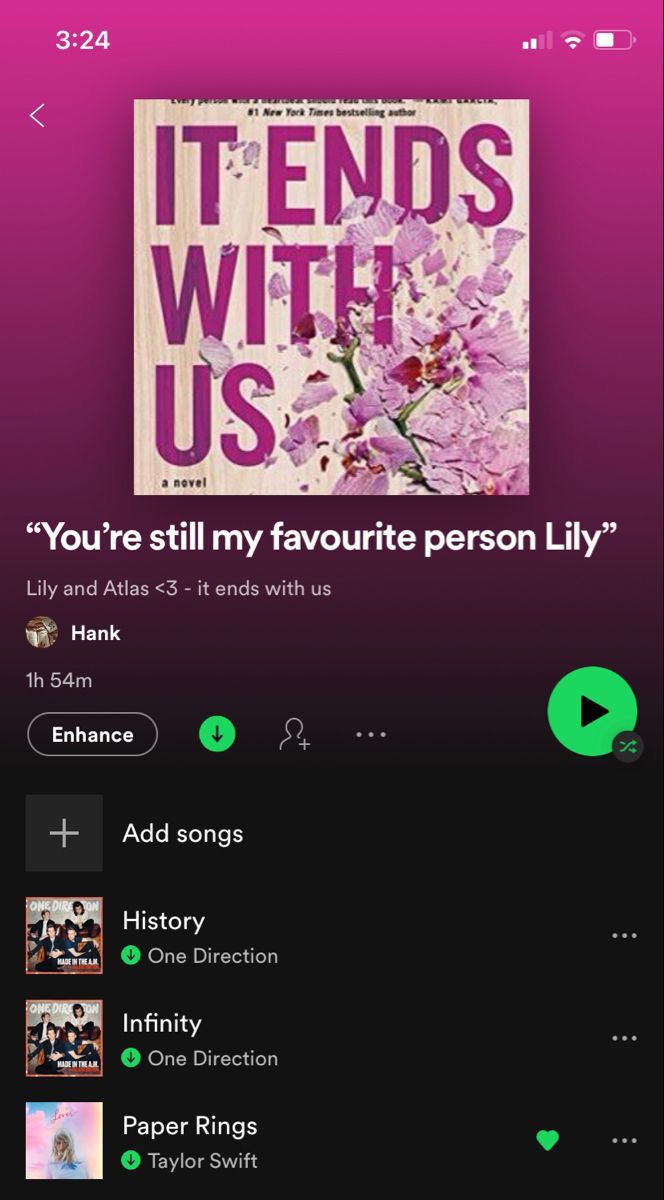 3:24
Every person with a heartbeat should read this book." —KAMI GARCIA,
#1 New York Times bestselling author
IT ENDS
WITH
US
a novel
“You’re still my favourite person Lily”
Lily and Atlas <3 - it ends with us
Hank
1h 54m
Enhance
Add songs
ONE DIRECTION
MADE IN THE A.M.
History
One Direction
ONE DIRECTION
MADE IN THE A.M.
Infinity
One Direction
Lover
Paper Rings
Taylor Swift